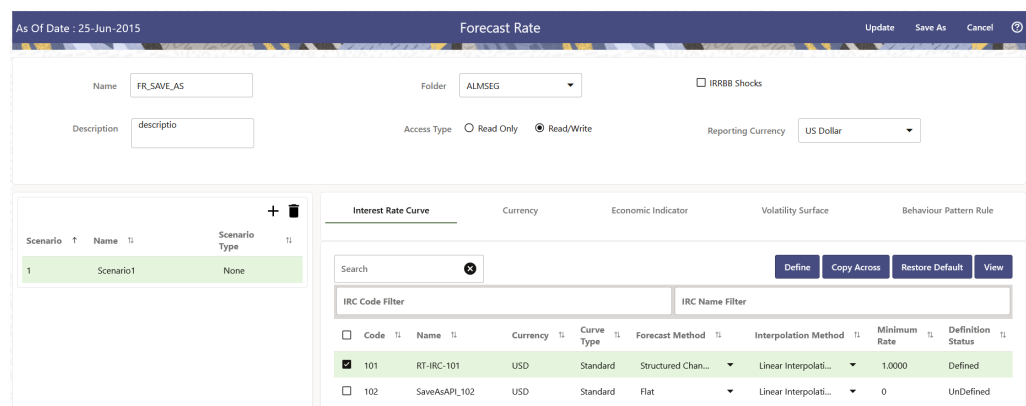 As Of Date : 25-Jun-2015 Forecast Rate Update Save As Cancel ?
Name FR_SAVE_AS Folder ALMSEG IRRBB Shocks
Description descriptio Access Type Read Only Read/Write Reporting Currency US Dollar
Interest Rate Curve Currency Economic Indicator Volatility Surface Behaviour Pattern Rule
Scenario Name Scenario Type
1 Scenario1 None
Search Define Copy Across Restore Default View
IRC Code Filter IRC Name Filter
Code Name Currency Curve Type Forecast Method Interpolation Method Minimum Rate Definition Status
101 RT-IRC-101 USD Standard Structured Chan... Linear Interpolati... 1.0000 Defined
102 SaveAsAPI_102 USD Standard Flat Linear Interpolati... 0 UnDefined